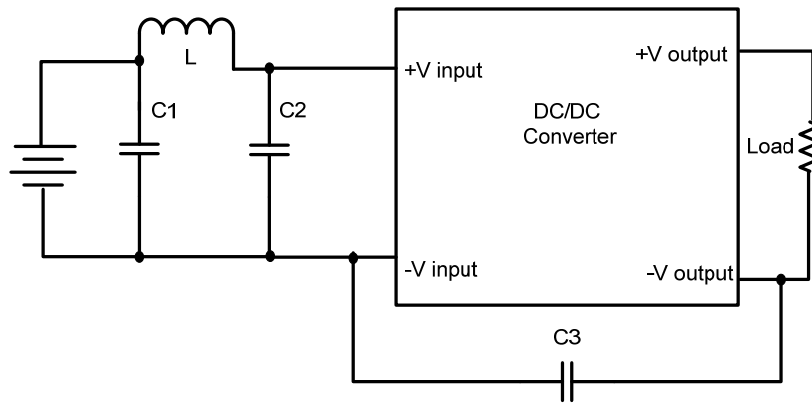 L
C1
C2
+V input
-V input
DC/DC
Converter
+V output
-V output
Load
C3